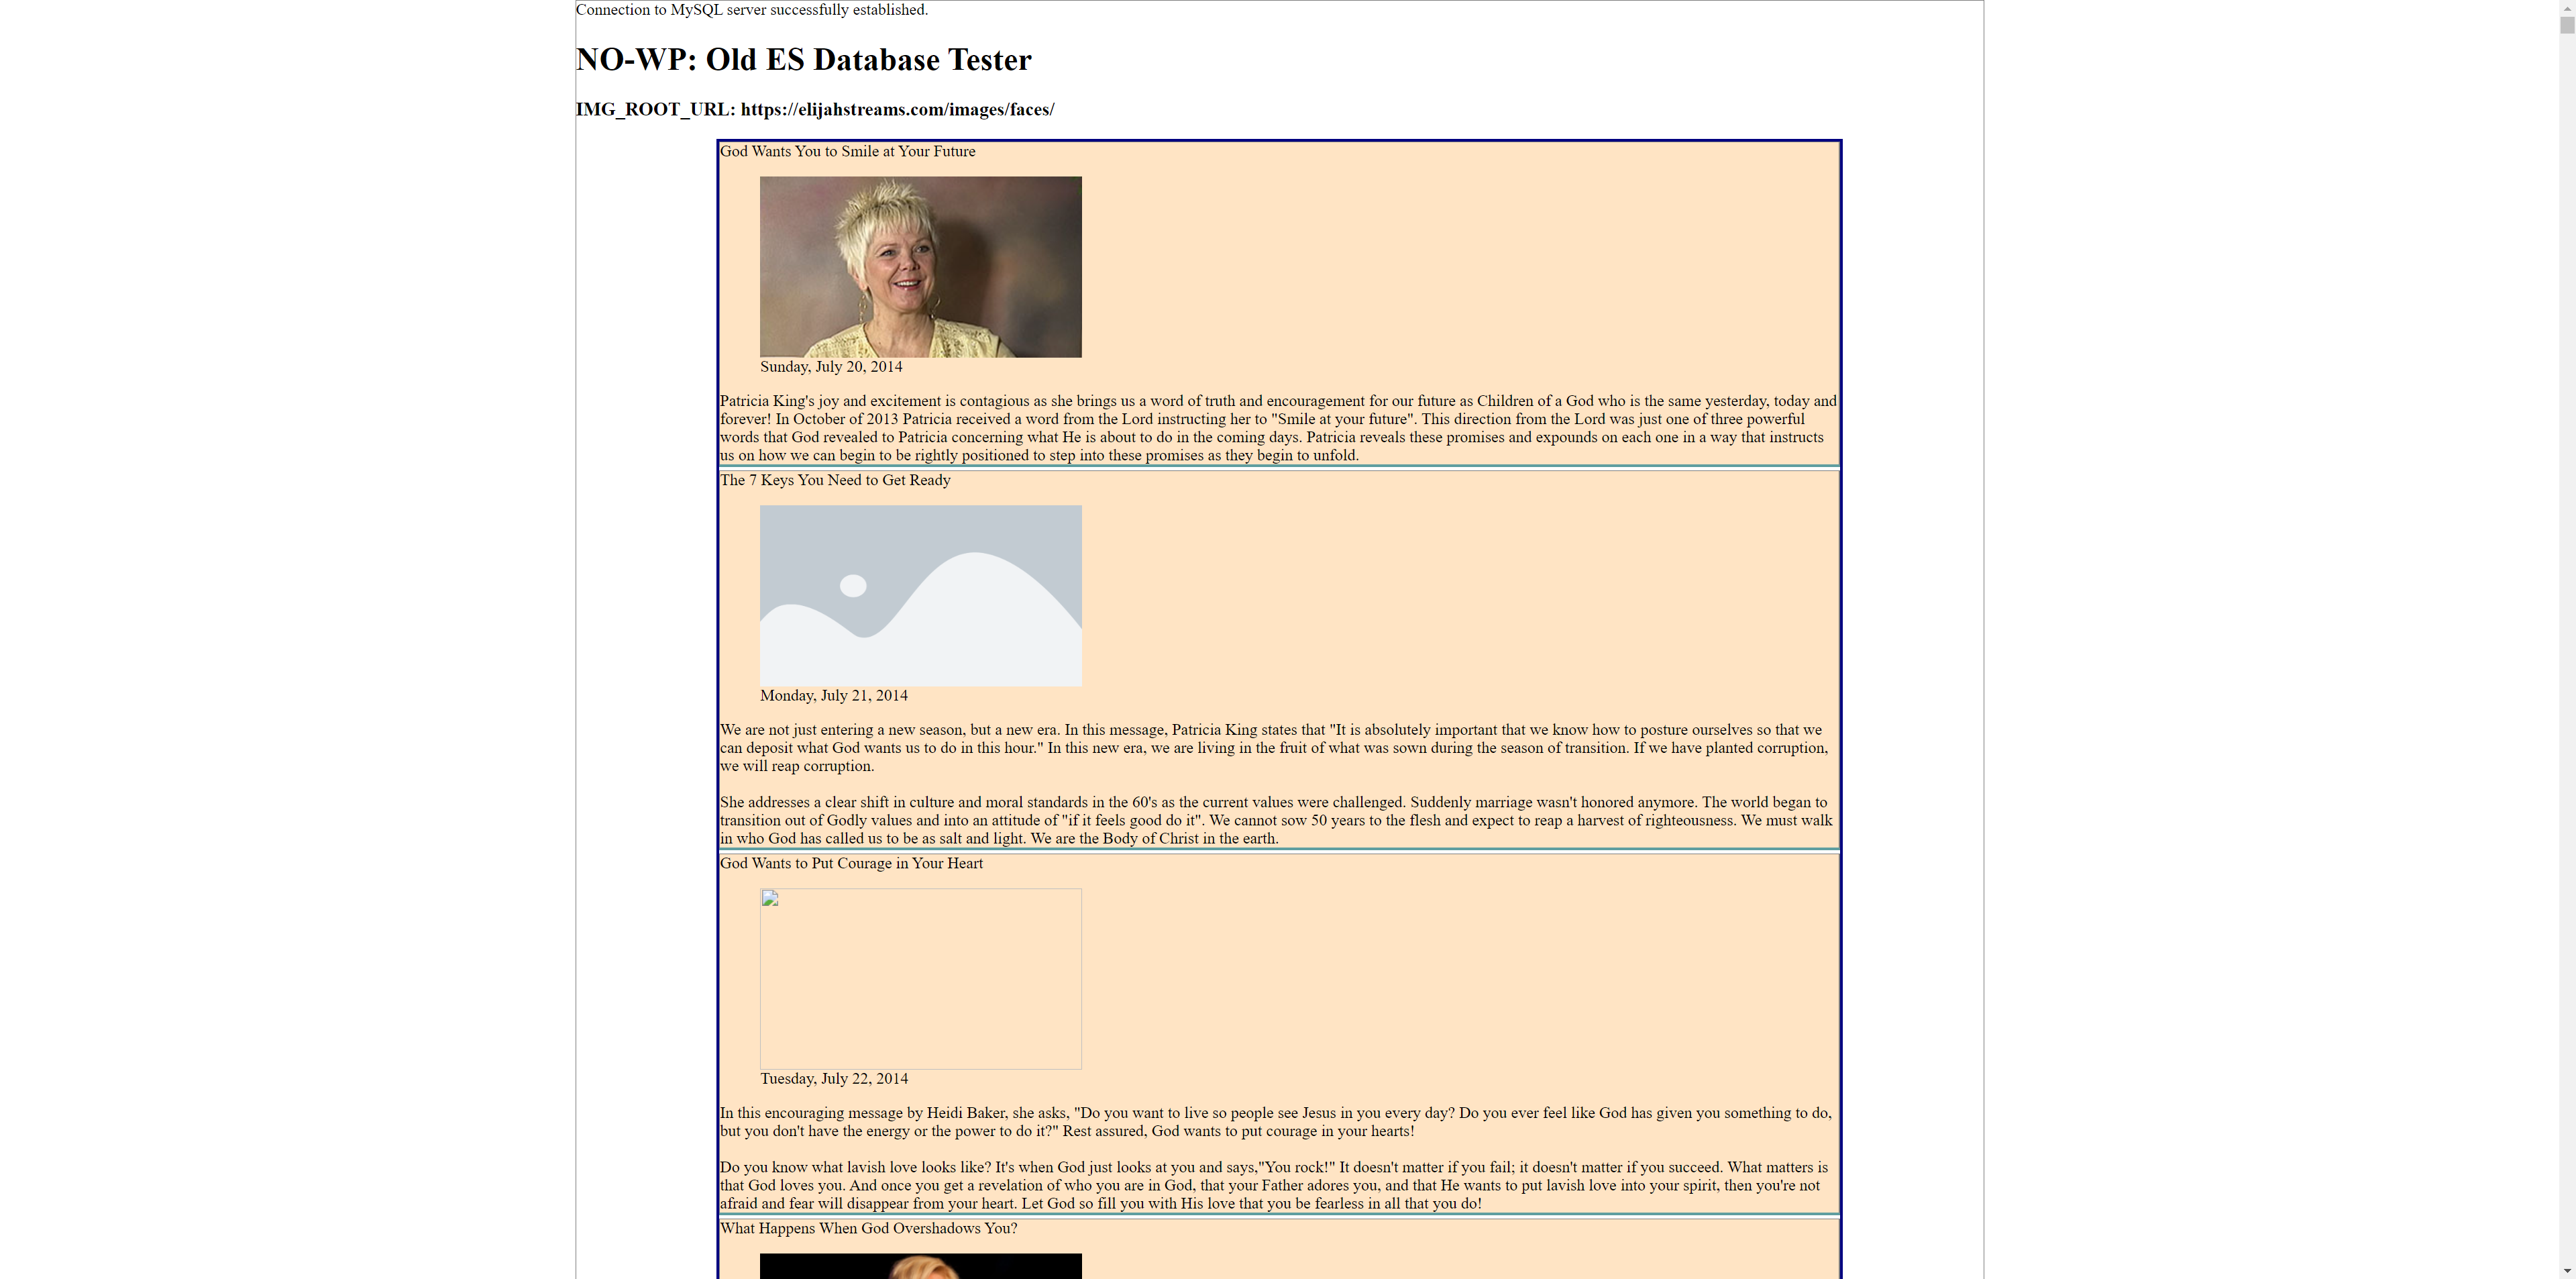 Connection to MySQL server successfully established.
NO-WP: Old ES Database Tester
IMG_ROOT_URL: https://elijahstreams.com/images/faces/
God Wants You to Smile at Your Future
Sunday, July 20, 2014
Patricia King's joy and excitement is contagious as she brings us a word of truth and encouragement for our future as Children of a God who is the same yesterday, today and
forever! In October of 2013 Patricia received a word from the Lord instructing her to "Smile at your future". This direction from the Lord was just one of three powerful
words that God revealed to Patricia concerning what He is about to do in the coming days. Patricia reveals these promises and expounds on each one in a way that instructs
us on how we can begin to be rightly positioned to step into these promises as they begin to unfold.
The 7 Keys You Need to Get Ready
Monday, July 21, 2014
We are not just entering a new season, but a new era. In this message, Patricia King states that "It is absolutely important that we know how to posture ourselves so that we
can deposit what God wants us to do in this hour." In this new era, we are living in the fruit of what was sown during the season of transition. If we have planted corruption,
we will reap corruption.
She addresses a clear shift in culture and moral standards in the 60's as the current values were challenged. Suddenly marriage wasn't honored anymore. The world began to
transition out of Godly values and into an attitude of "if it feels good do it". We cannot sow 50 years to the flesh and expect to reap a harvest of righteousness. We must walk
in who God has called us to be as salt and light. We are the Body of Christ in the earth.
God Wants to Put Courage in Your Heart
Tuesday, July 22, 2014
In this encouraging message by Heidi Baker, she asks, "Do you want to live so people see Jesus in you every day? Do you ever feel like God has given you something to do,
but you don't have the energy or the power to do it?" Rest assured, God wants to put courage in your hearts!
Do you know what lavish love looks like? It's when God just looks at you and says,"You rock!" It doesn't matter if you fail; it doesn't matter if you succeed. What matters is
that God loves you. And once you get a revelation of who you are in God, that your Father adores you, and that He wants to put lavish love into your spirit, then you're not
afraid and fear will disappear from your heart. Let God so fill you with His love that you be fearless in all that you do!
What Happens When God Overshadows You?